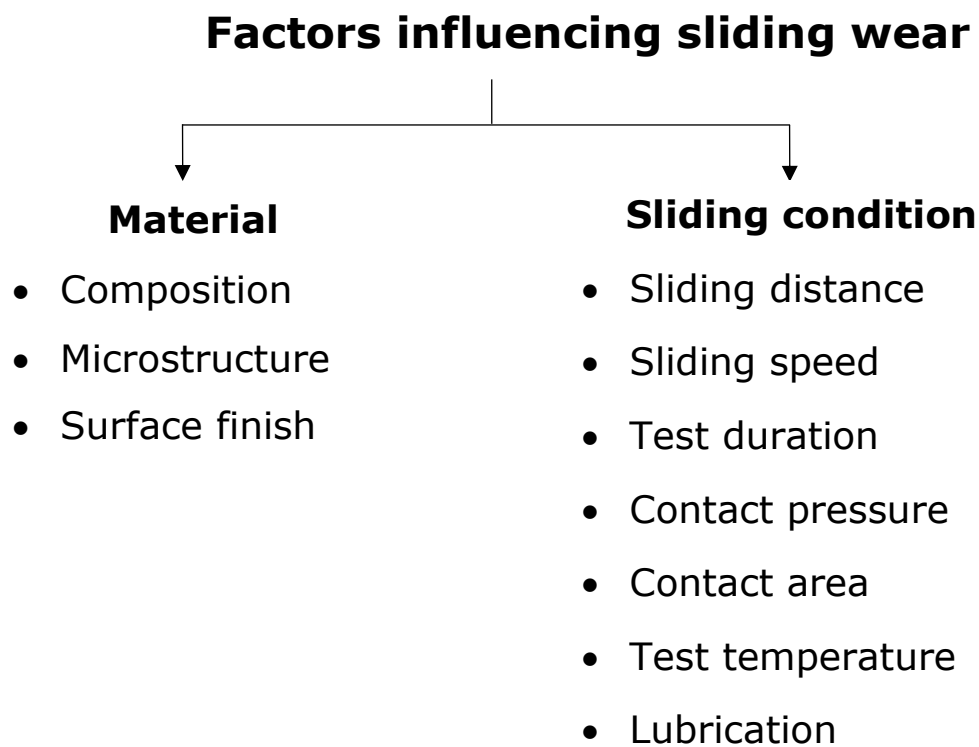 Factors influencing sliding wear
Material
• Composition
• Microstructure
• Surface finish
Sliding condition
• Sliding distance
• Sliding speed
• Test duration
• Contact pressure
• Contact area
• Test temperature
• Lubrication